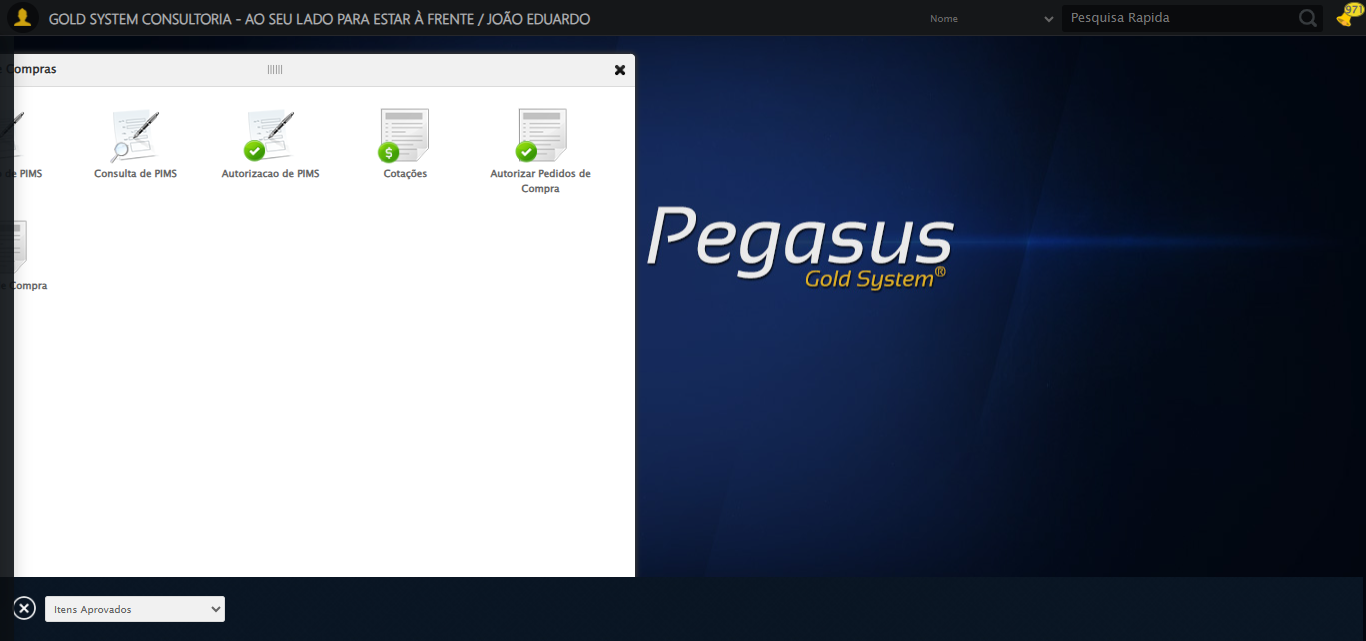 GOLD SYSTEM CONSULTORIA - AO SEU LADO PARA ESTAR À FRENTE / JOÃO EDUARDO
Nome
Pesquisa Rapida
971
Compras
de PIMS
Consulta de PIMS
Autorizacao de PIMS
Cotações
Autorizar Pedidos de
Compra
e Compra
Pegasus
Gold System®
Itens Aprovados